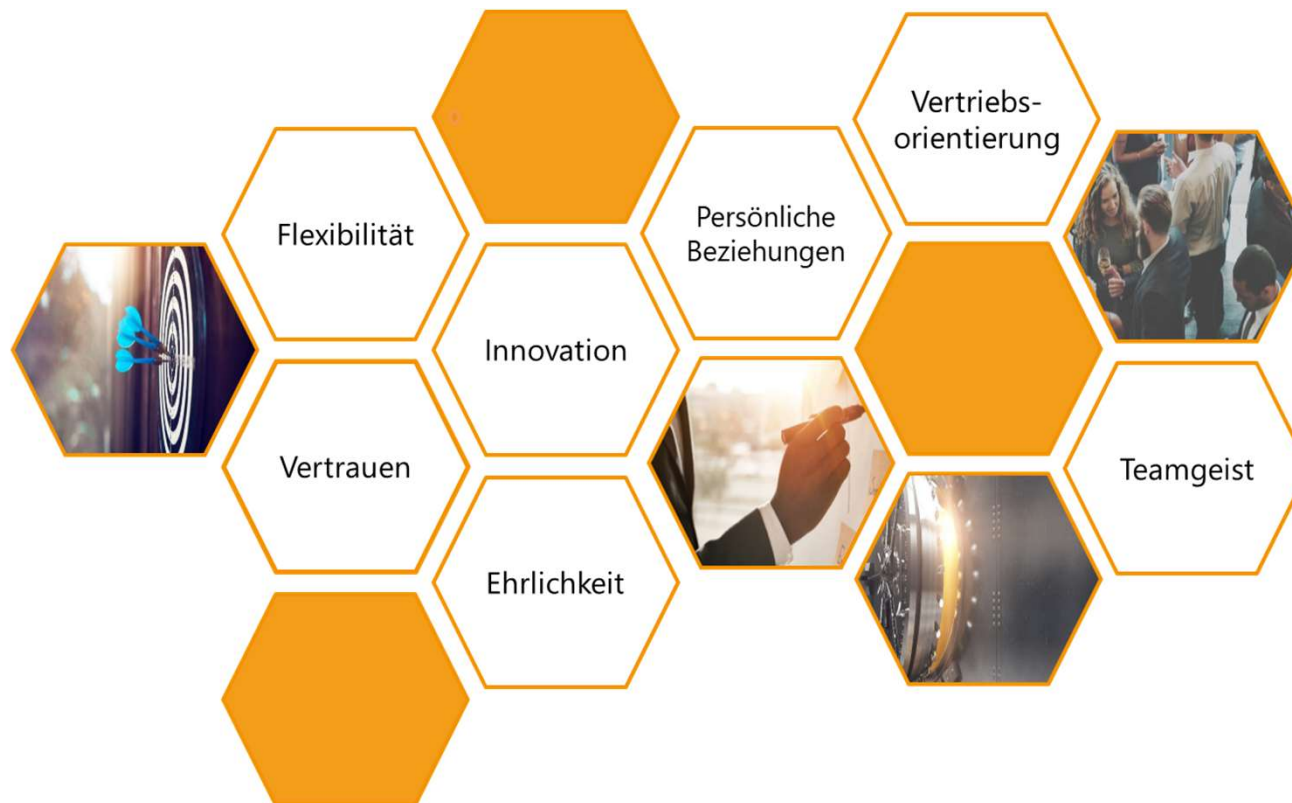 Vertriebs-
orientierung
Flexibilität
Persönliche
Beziehungen
Innovation
Vertrauen
Teamgeist
Ehrlichkeit